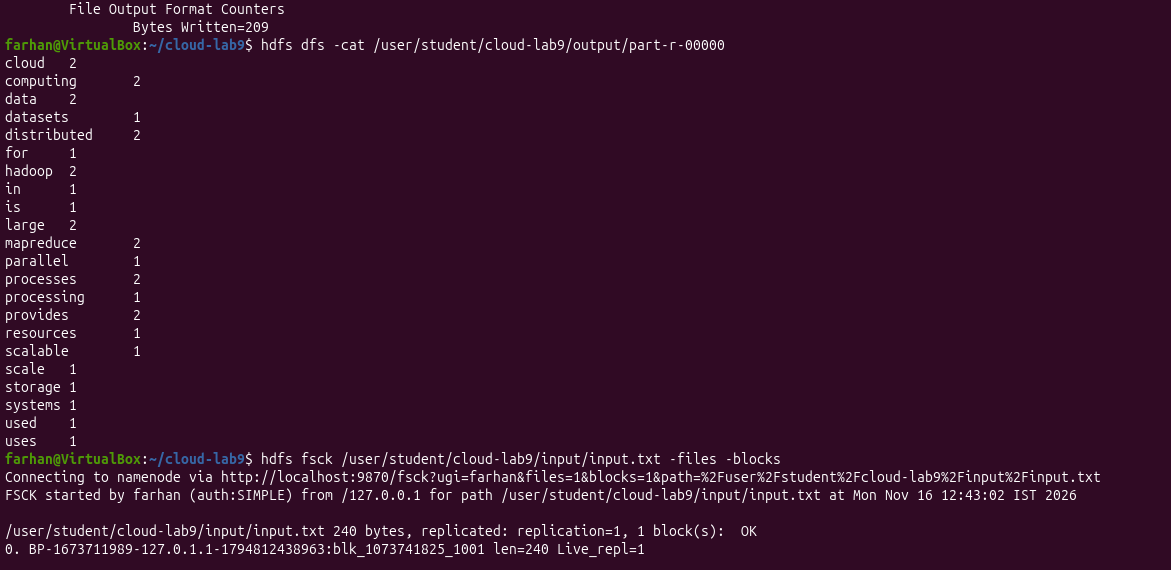 File Output Format Counters
Bytes Written=209
farhan@VirtualBox:~/cloud-lab9$ hdfs dfs -cat /user/student/cloud-lab9/output/part-r-00000
cloud	2
computing	2
data	2
datasets	1
distributed	2
for	1
hadoop	2
in	1
is	1
large	2
mapreduce	2
parallel	1
processes	2
processing	1
provides	2
resources	1
scalable	1
scale	1
storage	1
systems	1
used	1
uses	1
farhan@VirtualBox:~/cloud-lab9$ hdfs fsck /user/student/cloud-lab9/input/input.txt -files -blocks
Connecting to namenode via http://localhost:9870/fsck?ugi=farhan&files=1&blocks=1&path=%2Fuser%2Fstudent%2Fcloud-lab9%2Finput%2Finput.txt
FSCK started by farhan (auth:SIMPLE) from /127.0.0.1 for path /user/student/cloud-lab9/input/input.txt at Mon Nov 16 12:43:02 IST 2026
/user/student/cloud-lab9/input/input.txt 240 bytes, replicated: replication=1, 1 block(s):  OK
0. BP-1673711989-127.0.1.1-1794812438963:blk_1073741825_1001 len=240 Live_repl=1